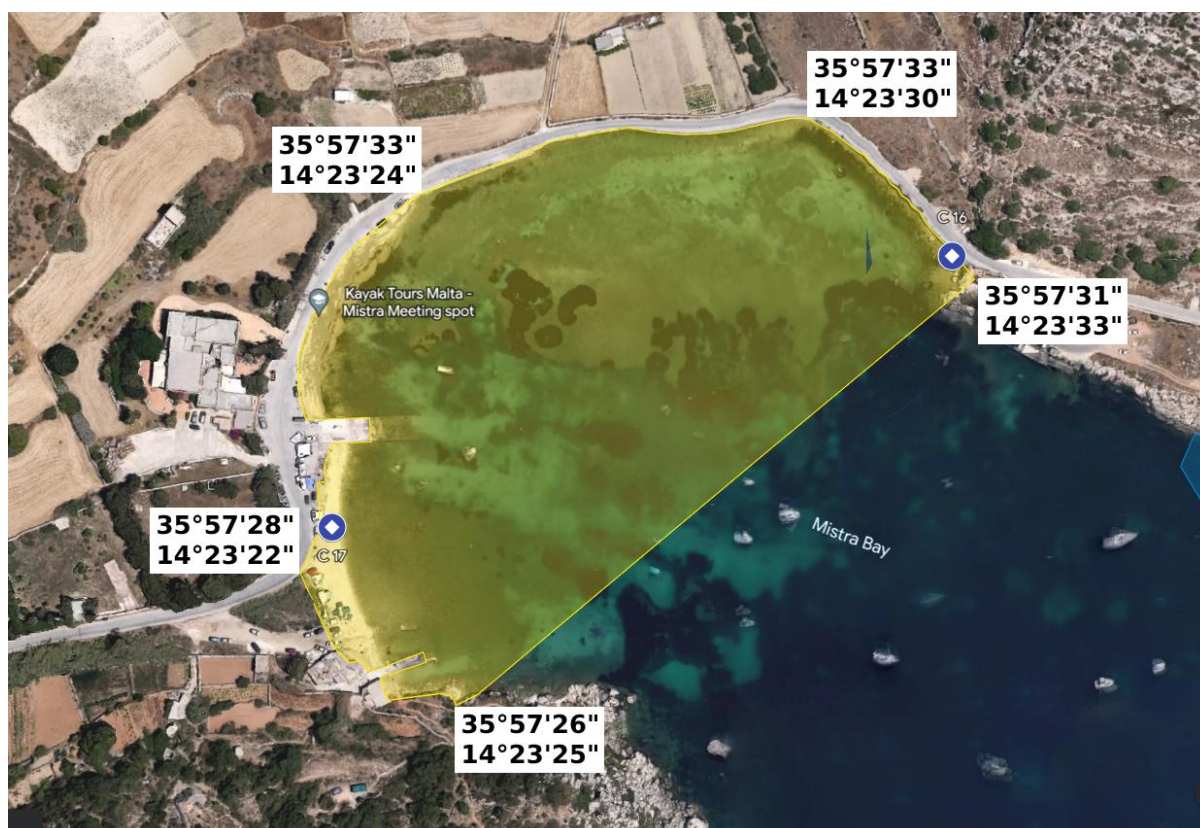 35°57'33"
14°23'30"
35°57'33"
14°23'24"
C 16
35°57'31"
14°23'33"
Kayak Tours Malta -
Mistra Meeting spot
35°57'28"
14°23'22"
C 17
Mistra Bay
35°57'26"
14°23'25"